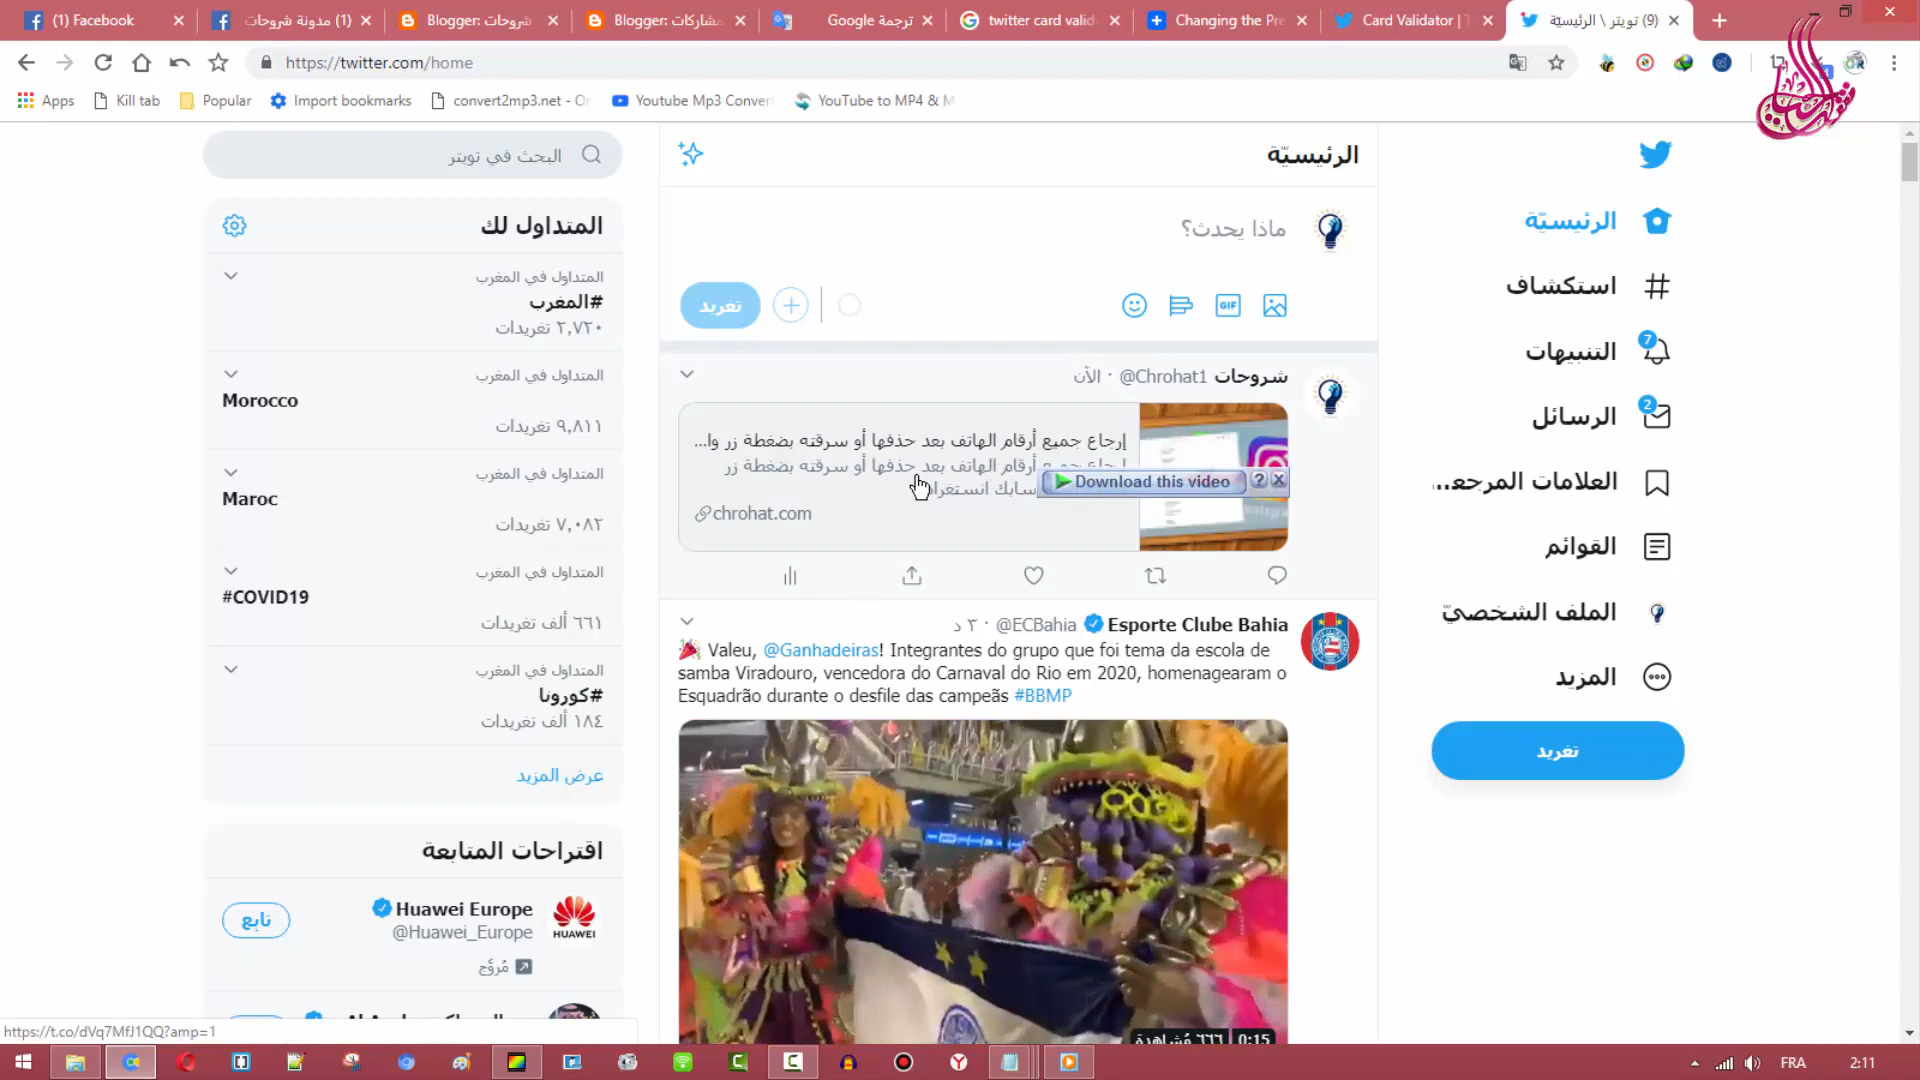 (1) Facebook
(1) مدونة شروحات
Blogger: شروحات
Blogger: مشاركات
ترجمة Google
twitter card valid
Changing the Pre
Card Validator | T
(9) تويتر \ الرئيسيّة
https://twitter.com/home
Apps
Kill tab
Popular
Import bookmarks
convert2mp3.net - Or
Youtube Mp3 Convert
YouTube to MP4 & M
البحث في تويتر
المتداول لك
المتداول في المغرب
#المغرب
٢,٧٢٠ تغريدات
المتداول في المغرب
Morocco
٩,٨١١ تغريدات
المتداول في المغرب
Maroc
٧,٠٨٢ تغريدات
المتداول في المغرب
#COVID19
٦٦١ ألف تغريدات
المتداول في المغرب
#كورونا
١٨٤ ألف تغريدات
عرض المزيد
اقتراحات المتابعة
Huawei Europe
@Huawei_Europe
مُروَّج
تابِع
HUAWEI
الرئيسيّة
ماذا يحدث؟
GIF
تغريد
شروحات @Chrohat1 · الآن
إرجاع جميع أرقام الهاتف بعد حذفها أو سرقته بضغطة زر وا...
إرجاع جميع أرقام الهاتف بعد حذفها أو سرقته بضغطة زر
سابك انستغرام
Download this video
chrohat.com
Esporte Clube Bahia @ECBahia · ٣ د
Valeu, @Ganhadeiras! Integrantes do grupo que foi tema da escola de
samba Viradouro, vencedora do Carnaval do Rio em 2020, homenagearam o
Esquadrão durante o desfile das campeãs #BBMP
٦٦٦ مُشاهدة
0:15
الرئيسيّة
استكشاف
التنبيهات
7
الرسائل
2
العلامات المرجعي...
القوائم
الملف الشخصيّ
المزيد
تغريد
https://t.co/dVq7MfJ1QQ?amp=1
FRA
2:11